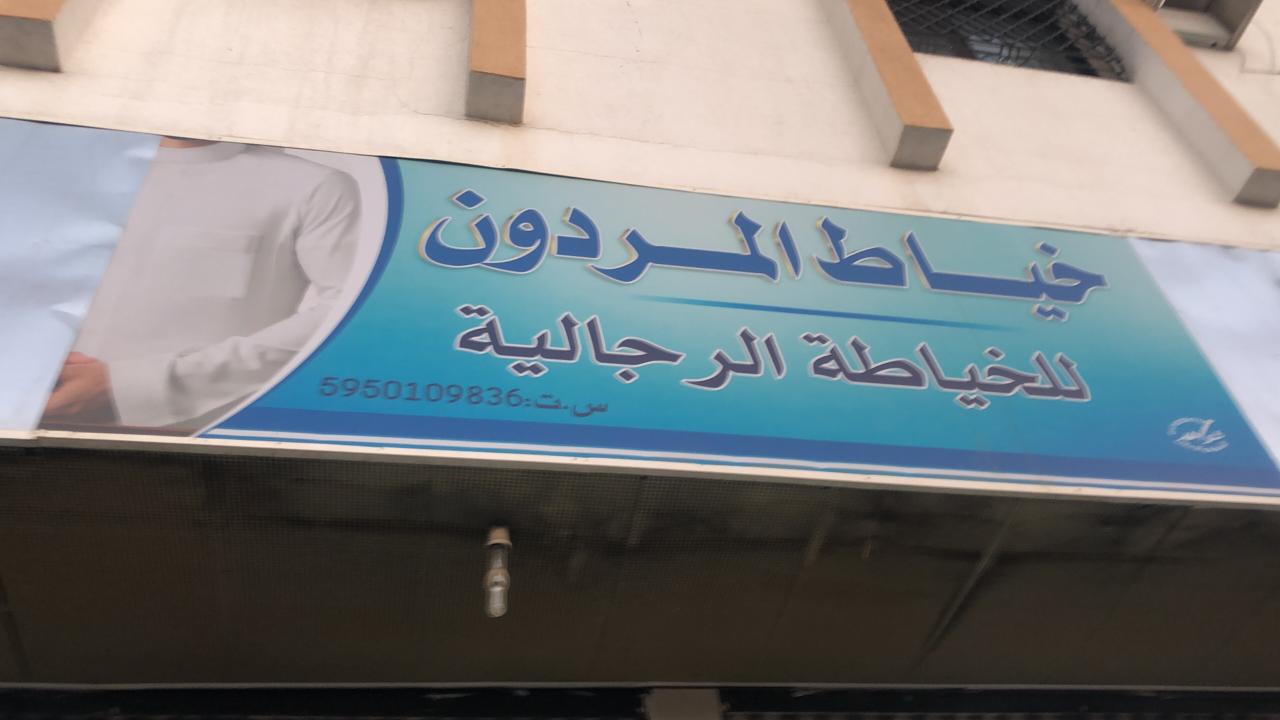 خياط المردون
للخياطة الرجالية
س.ت:5950109836